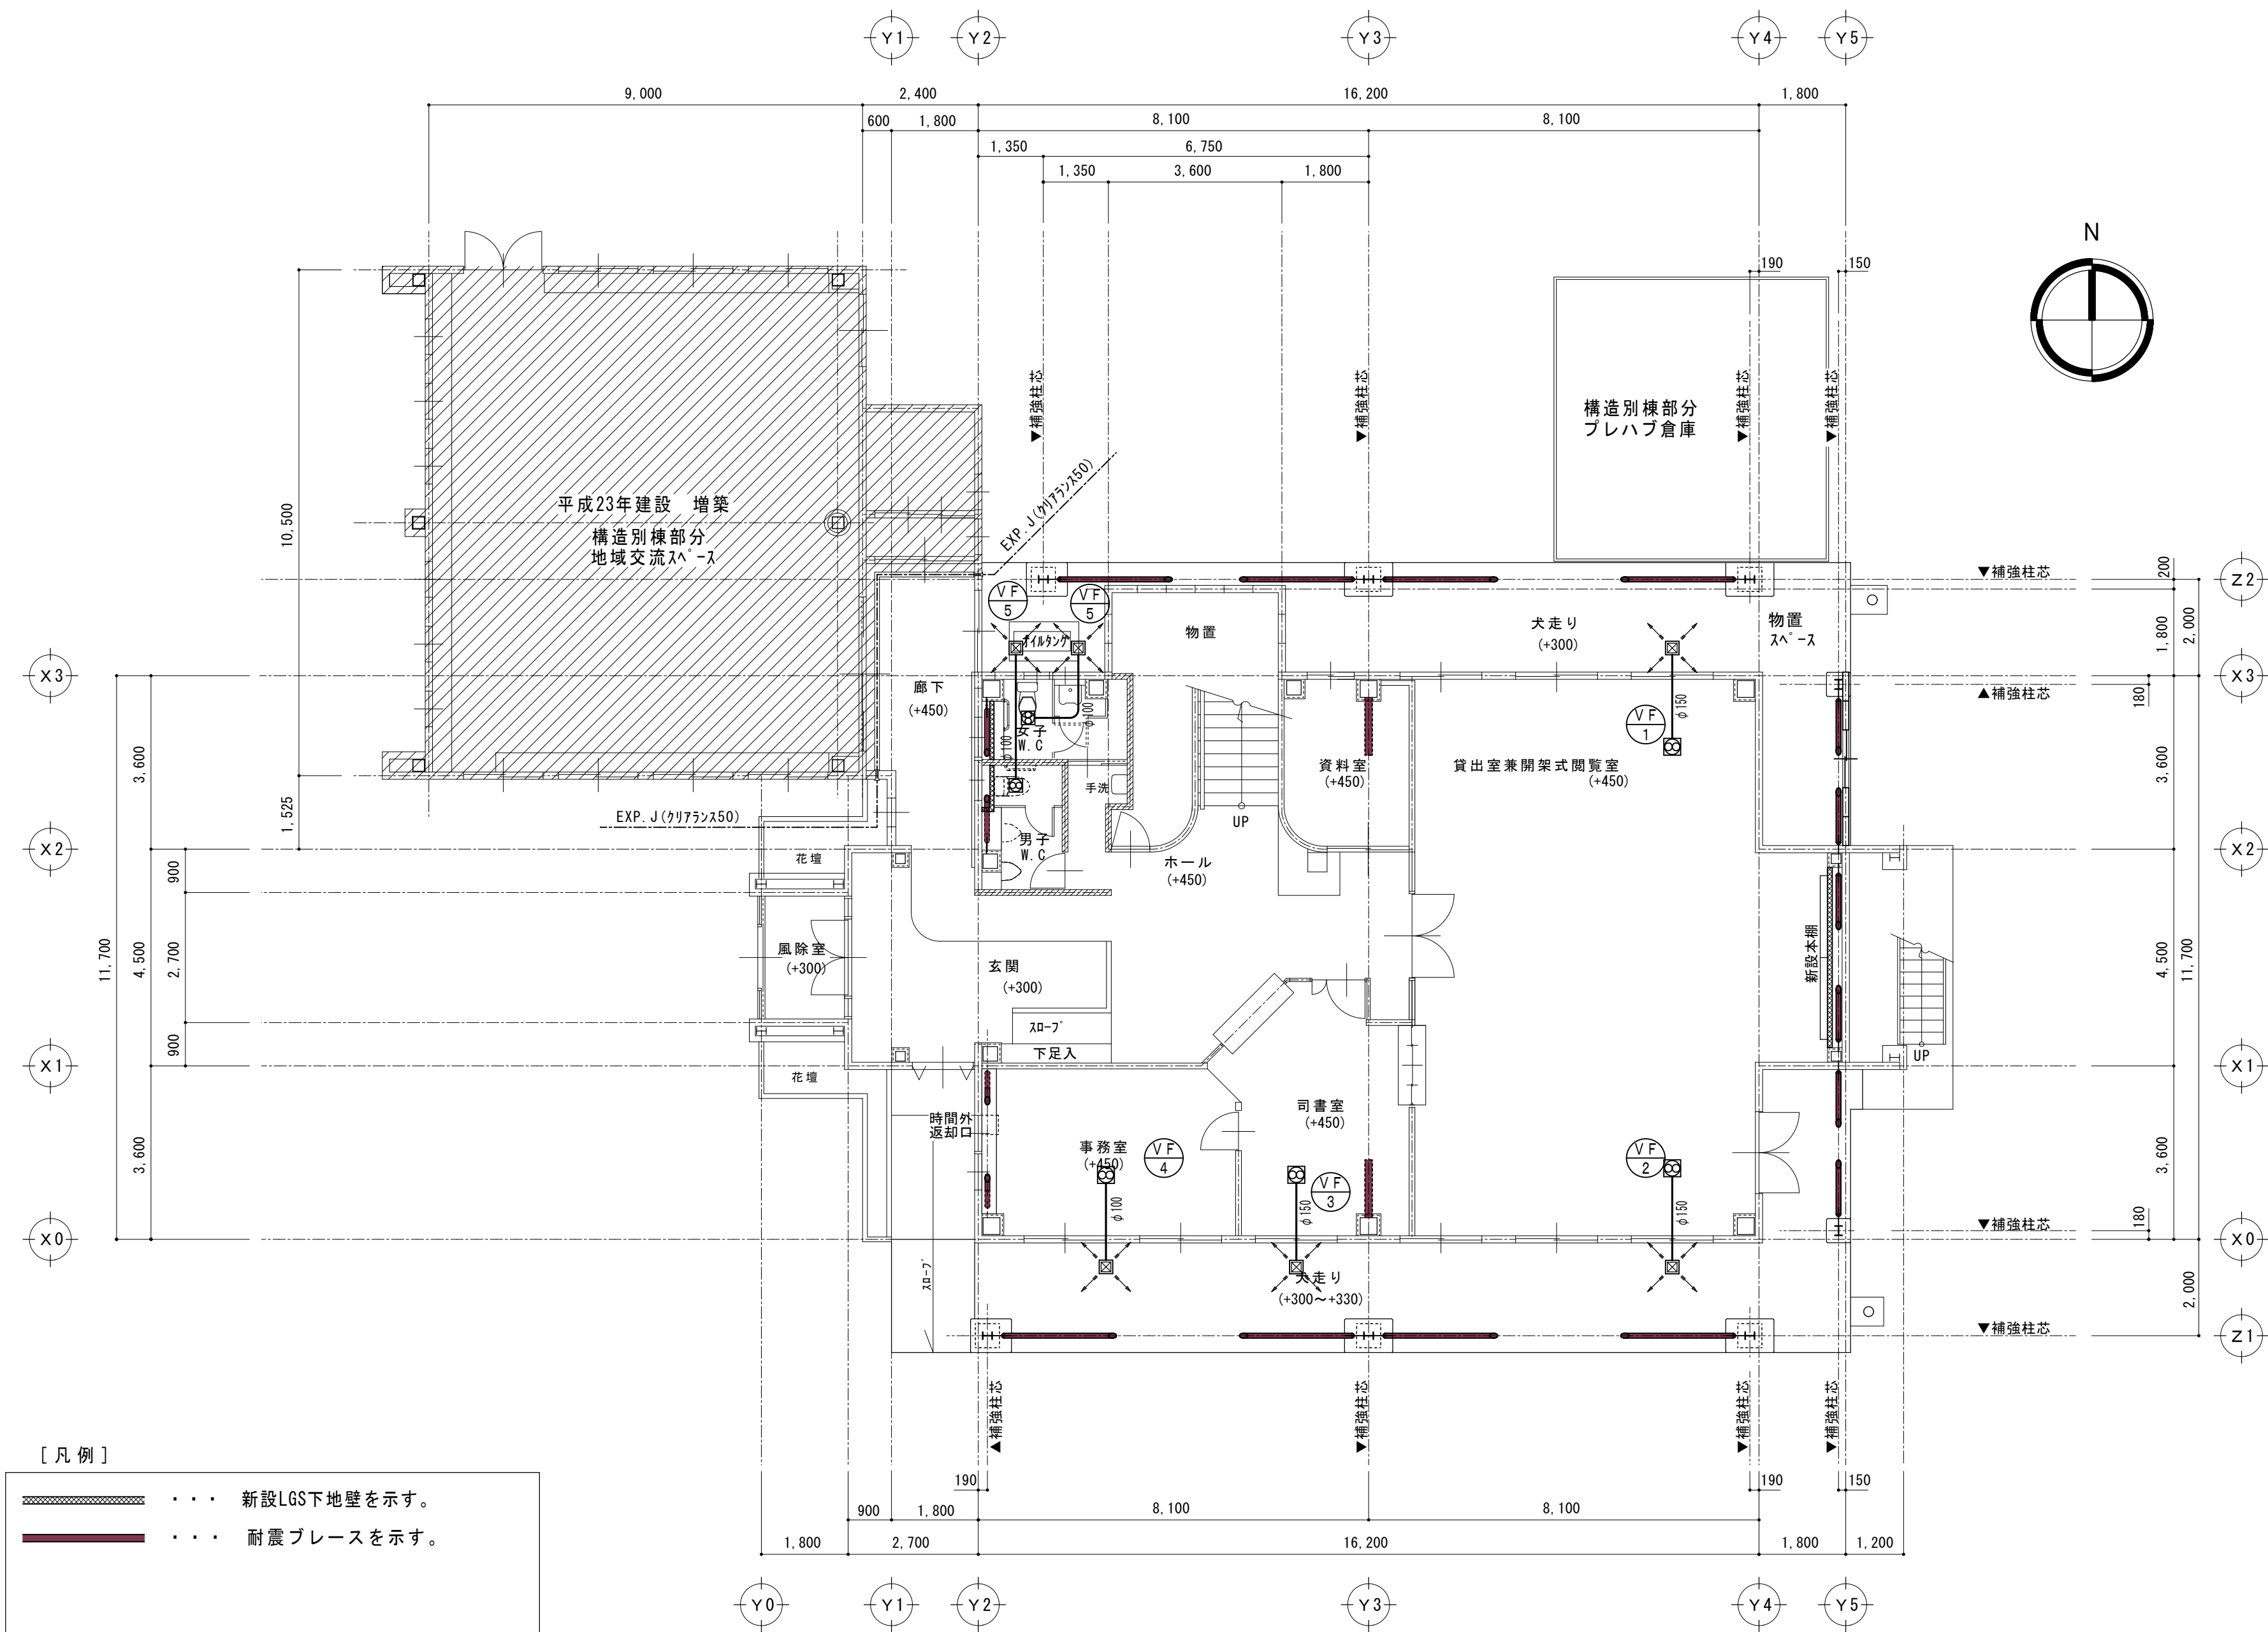 Y1
Y2
Y3
Y4
Y5
9,000
2,400
16,200
1,800
600
1,800
8,100
8,100
1,350
6,750
1,350
3,600
1,800
N
190
150
▼補強柱芯
▼補強柱芯
▼補強柱芯
▼補強柱芯
構造別棟部分
プレハブ倉庫
10,500
平成23年建設 増築
構造別棟部分
地域交流スペース
EXP.J(クリアランス50)
▼補強柱芯
200
Z2
VF
5
VF
5
オイルタンク
物置
犬走り
(+300)
物置
スペース
1,800
2,000
X3
廊下
(+450)
▲補強柱芯
180
X3
φ100
φ100
女子
W.C
VF
1
φ150
3,600
資料室
(+450)
貸出室兼開架式閲覧室
(+450)
3,600
手洗
1,525
EXP.J(クリアランス50)
UP
男子
W.C
X2
花壇
ホール
(+450)
X2
900
11,700
4,500
2,700
風除室
(+300)
玄関
(+300)
新設本棚
4,500
11,700
スロープ
下足入
900
X1
UP
X1
花壇
時間外
返却口
事務室
(+450)
VF
4
司書室
(+450)
VF
3
VF
2
3,600
3,600
φ100
φ150
φ150
▼補強柱芯
180
X0
X0
スロープ
犬走り
(+300～+330)
2,000
▼補強柱芯
Z1
▼補強柱芯
▼補強柱芯
▼補強柱芯
▼補強柱芯
[凡例]
・・・ 新設LGS下地壁を示す。
・・・ 耐震ブレースを示す。
190
190
150
900
1,800
8,100
8,100
1,800
2,700
16,200
1,800
1,200
Y0
Y1
Y2
Y3
Y4
Y5